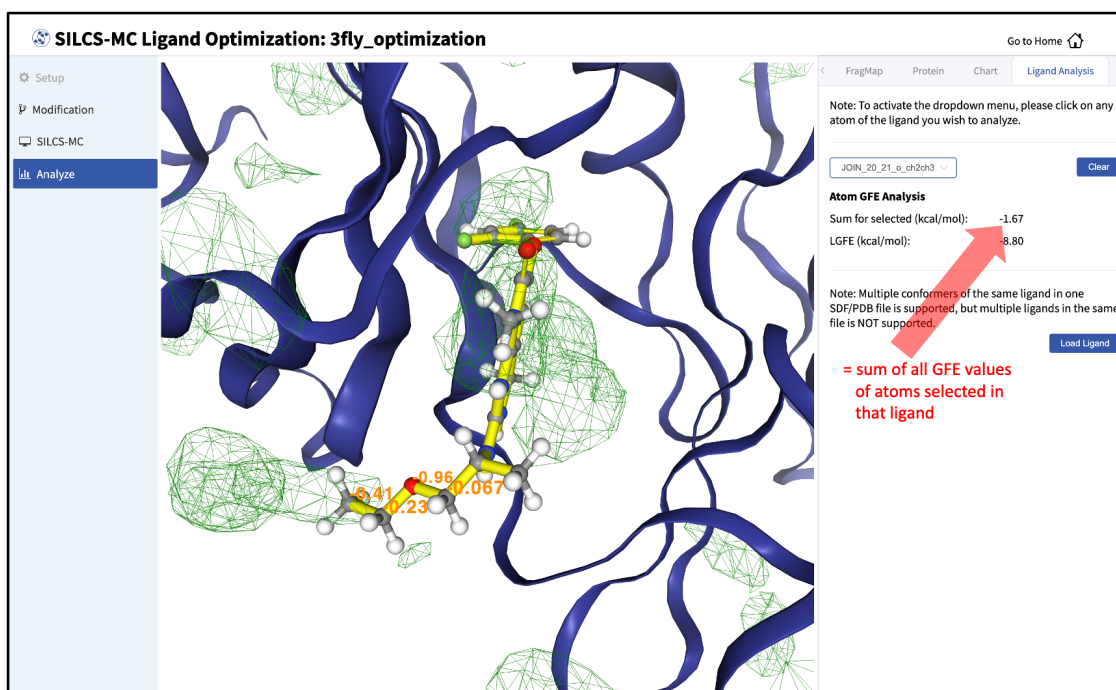 SILCS-MC Ligand Optimization: 3fly_optimization
Go to Home
Setup
Modification
SILCS-MC
Analyze
FragMap Protein Chart Ligand Analysis
Note: To activate the dropdown menu, please click on any
atom of the ligand you wish to analyze.
JOIN_20_21_o_ch2ch3
Clear
Atom GFE Analysis
Sum for selected (kcal/mol): -1.67
LGFE (kcal/mol): -8.80
Note: Multiple conformers of the same ligand in one
SDF/PDB file is supported, but multiple ligands in the same
file is NOT supported.
Load Ligand
= sum of all GFE values
of atoms selected in
that ligand
-0.96
-0.067
-0.41
-0.23